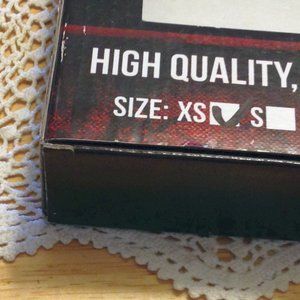 HIGH QUALITY,
SIZE: XS S